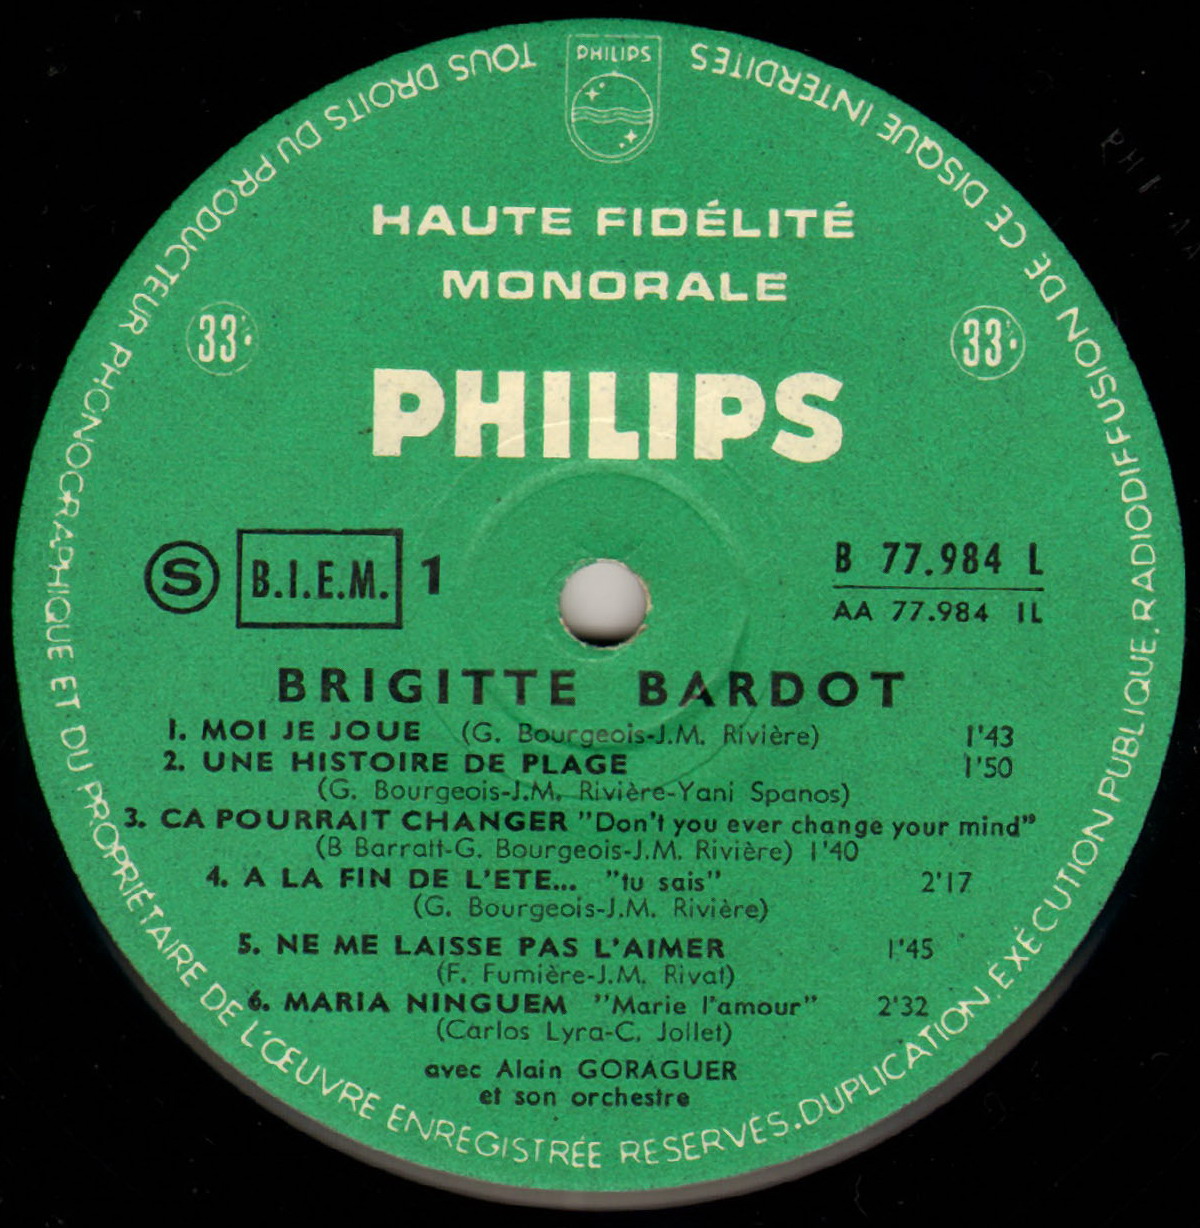 PHILIPS
TOUS DROITS DU PRODUCTEUR PHONOGRAPHIQUE ET DU PROPRIÉTAIRE DE L'ŒUVRE ENREGISTRÉE RESERVÉS. DUPLICATION. EXÉCUTION PUBLIQUE. RADIODIFFUSION DE CE DISQUE INTERDITES
HAUTE FIDÉLITÉ
MONORALE
33 33
PHILIPS
S B.I.E.M. 1
B 77.984 L
AA 77.984 1L
BRIGITTE BARDOT
1. MOI JE JOUE (G. Bourgeois-J.M. Rivière) 1'43
2. UNE HISTOIRE DE PLAGE 1'50
(G. Bourgeois-J.M. Rivière-Yani Spanos)
3. CA POURRAIT CHANGER "Don't you ever change your mind"
(B Barratt-G. Bourgeois-J.M. Rivière) 1'40
4. A LA FIN DE L'ETE... "tu sais" 2'17
(G. Bourgeois-J.M. Rivière)
5. NE ME LAISSE PAS L'AIMER 1'45
(F. Fumière-J.M. Rivat)
6. MARIA NINGUEM "Marie l'amour" 2'32
(Carlos Lyra-C. Jollet)
avec Alain GORAGUER
et son orchestre